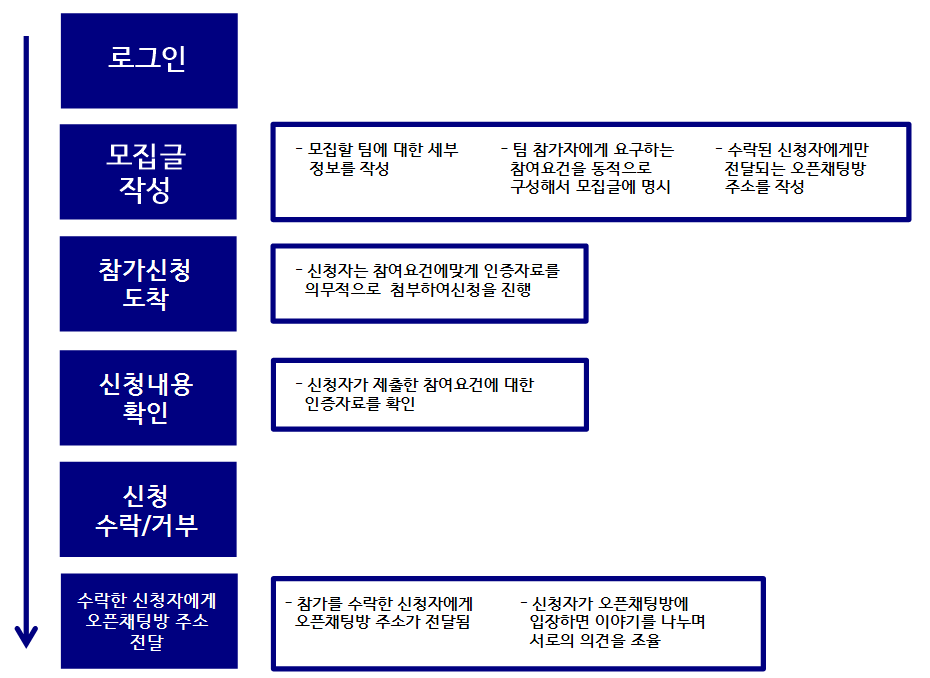 로그인
모집글
작성
- 모집할 팀에 대한 세부
정보를 작성
- 팀 참가자에게 요구하는
참여요건을 동적으로
구성해서 모집글에 명시
- 수락된 신청자에게만
전달되는 오픈채팅방
주소를 작성
참가신청
도착
- 신청자는 참여요건에맞게 인증자료를
의무적으로 첨부하여신청을 진행
신청내용
확인
- 신청자가 제출한 참여요건에 대한
인증자료를 확인
신청
수락/거부
수락한 신청자에게
오픈채팅방 주소
전달
- 참가를 수락한 신청자에게
오픈채팅방 주소가 전달됨
- 신청자가 오픈채팅방에
입장하면 이야기를 나누며
서로의 의견을 조율